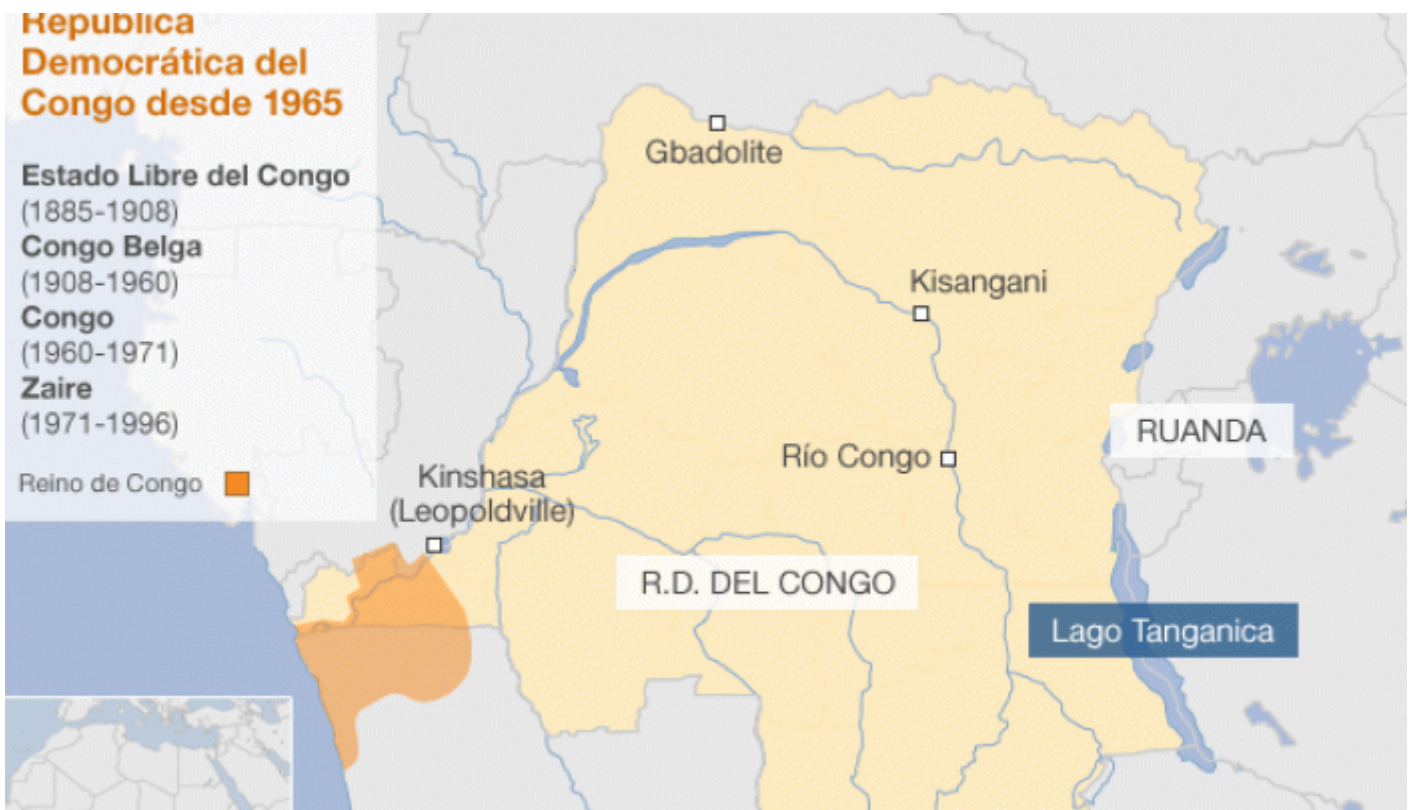 República
Democrática del
Congo desde 1965
Estado Libre del Congo
(1885-1908)
Congo Belga
(1908-1960)
Congo
(1960-1971)
Zaire
(1971-1996)
Reino de Congo
Gbadolite
Kisangani
RUANDA
Río Congo
Kinshasa
(Leopoldville)
R.D. DEL CONGO
Lago Tanganica